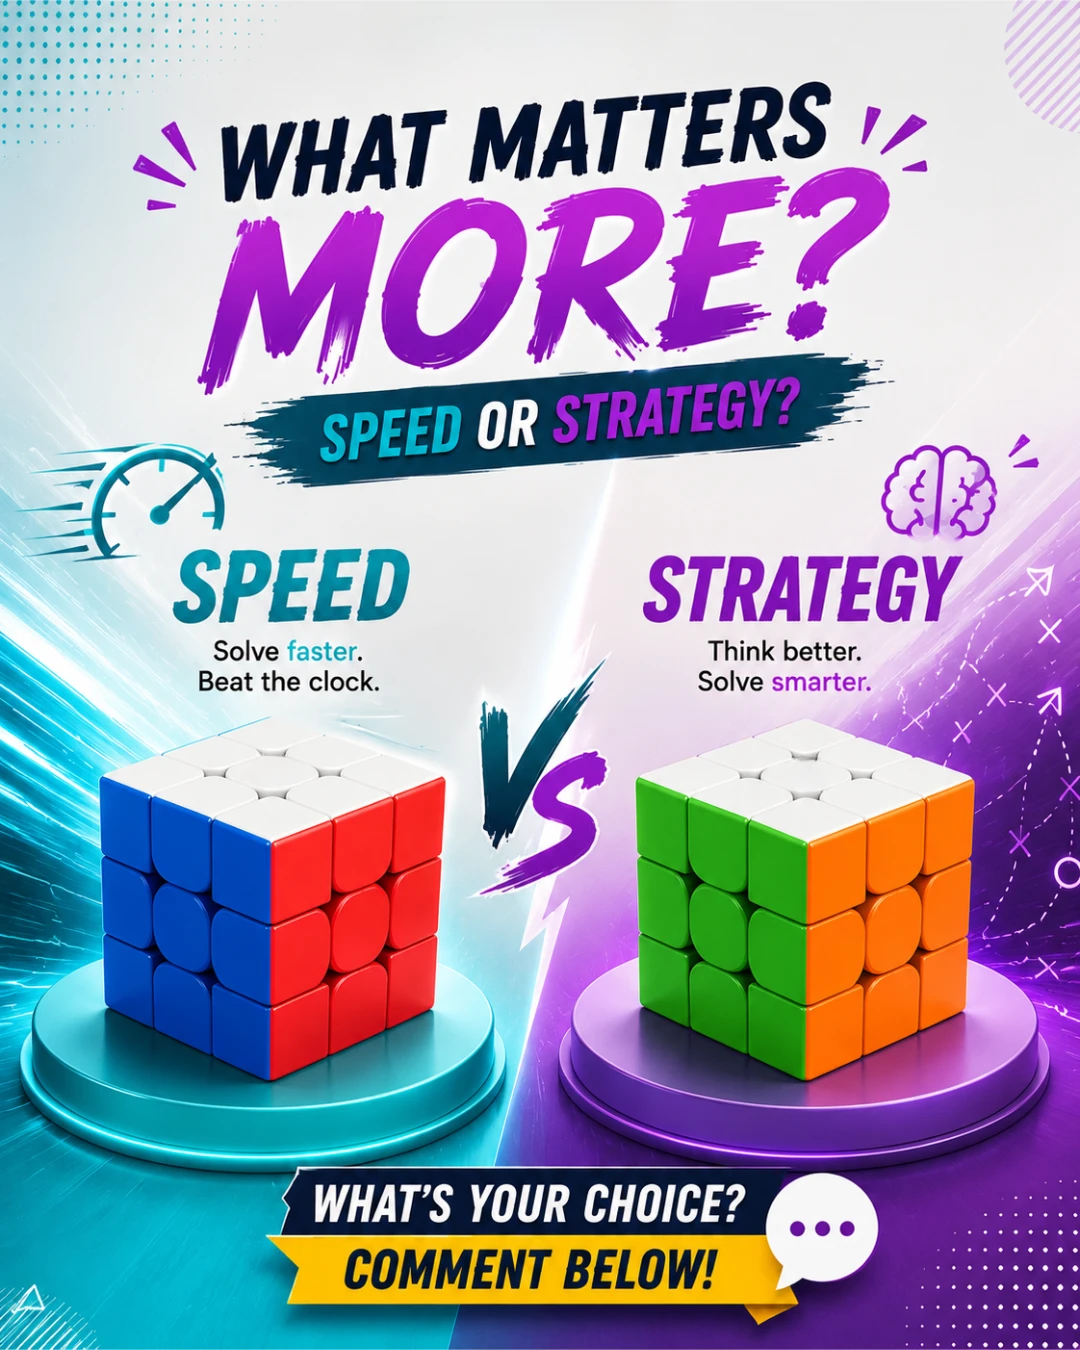 WHAT MATTERS
MORE?
SPEED OR STRATEGY?
SPEED
Solve faster.
Beat the clock.
STRATEGY
Think better.
Solve smarter.
VS
WHAT'S YOUR CHOICE?
COMMENT BELOW!